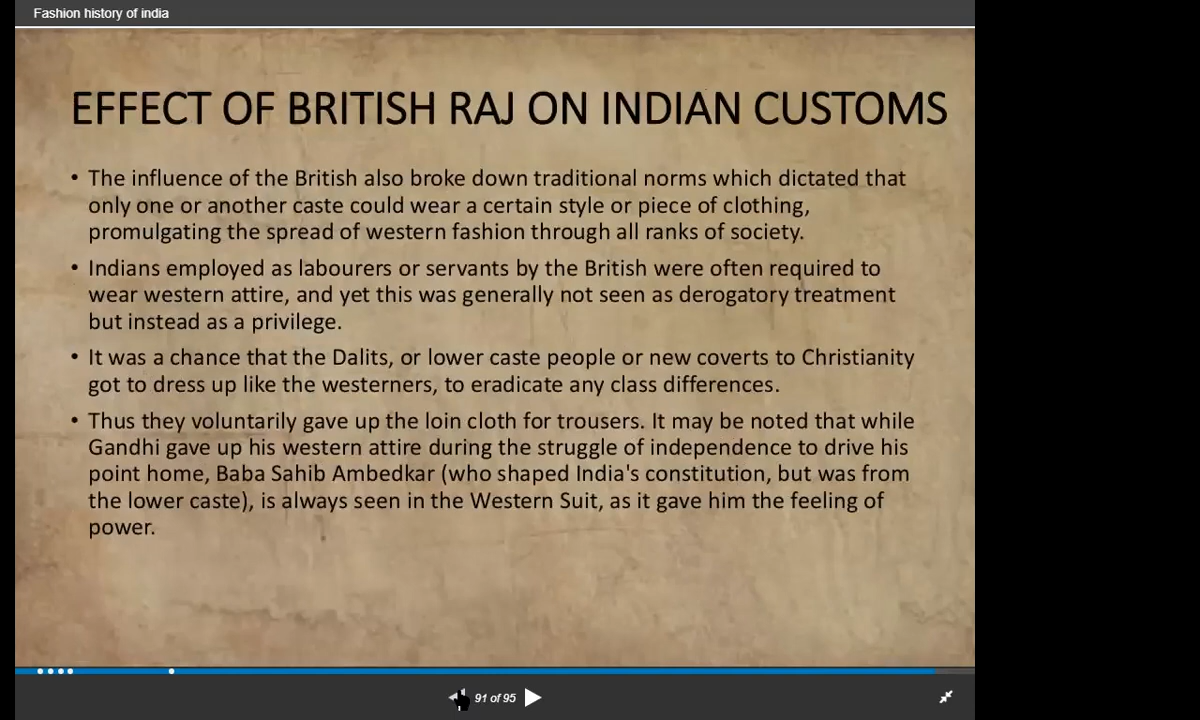 Fashion history of india
EFFECT OF BRITISH RAJ ON INDIAN CUSTOMS
• The influence of the British also broke down traditional norms which dictated that
only one or another caste could wear a certain style or piece of clothing,
promulgating the spread of western fashion through all ranks of society.
• Indians employed as labourers or servants by the British were often required to
wear western attire, and yet this was generally not seen as derogatory treatment
but instead as a privilege.
• It was a chance that the Dalits, or lower caste people or new coverts to Christianity
got to dress up like the westerners, to eradicate any class differences.
• Thus they voluntarily gave up the loin cloth for trousers. It may be noted that while
Gandhi gave up his western attire during the struggle of independence to drive his
point home, Baba Sahib Ambedkar (who shaped India's constitution, but was from
the lower caste), is always seen in the Western Suit, as it gave him the feeling of
power.
91 of 95